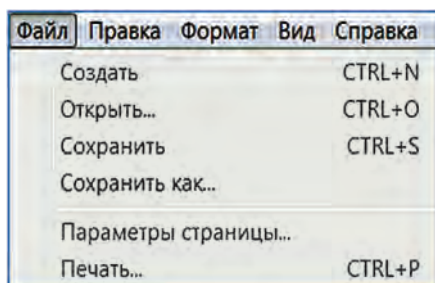 Файл Правка Формат Вид Справка
Создать CTRL+N
Открыть... CTRL+O
Сохранить CTRL+S
Сохранить как...
Параметры страницы...
Печать... CTRL+P